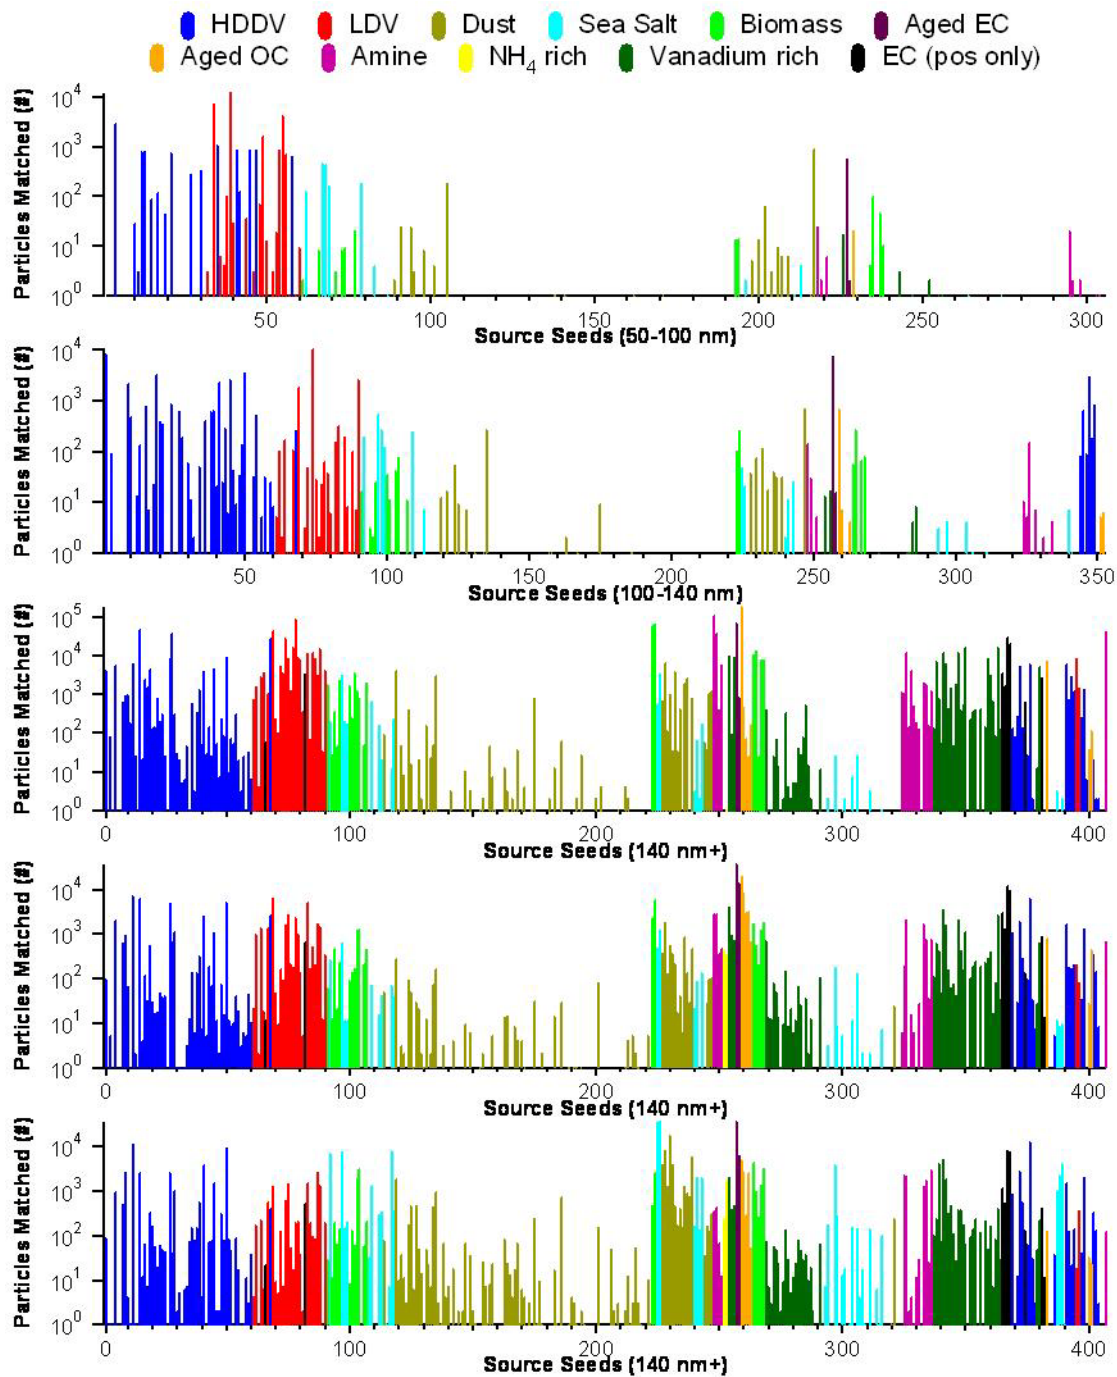 HDDV LDV Dust Sea Salt Biomass Aged EC
Aged OC Amine NH4 rich Vanadium rich EC (pos only)
Particles Matched (#)
10^4
10^3
10^2
10^1
10^0
50 100 150 200 250 300
Source Seeds (50-100 nm)
Particles Matched (#)
10^4
10^3
10^2
10^1
10^0
50 100 150 200 250 300 350
Source Seeds (100-140 nm)
Particles Matched (#)
10^5
10^4
10^3
10^2
10^1
10^0
0 100 200 300 400
Source Seeds (140 nm+)
Particles Matched (#)
10^4
10^3
10^2
10^1
10^0
0 100 200 300 400
Source Seeds (140 nm+)
Particles Matched (#)
10^4
10^3
10^2
10^1
10^0
0 100 200 300 400
Source Seeds (140 nm+)